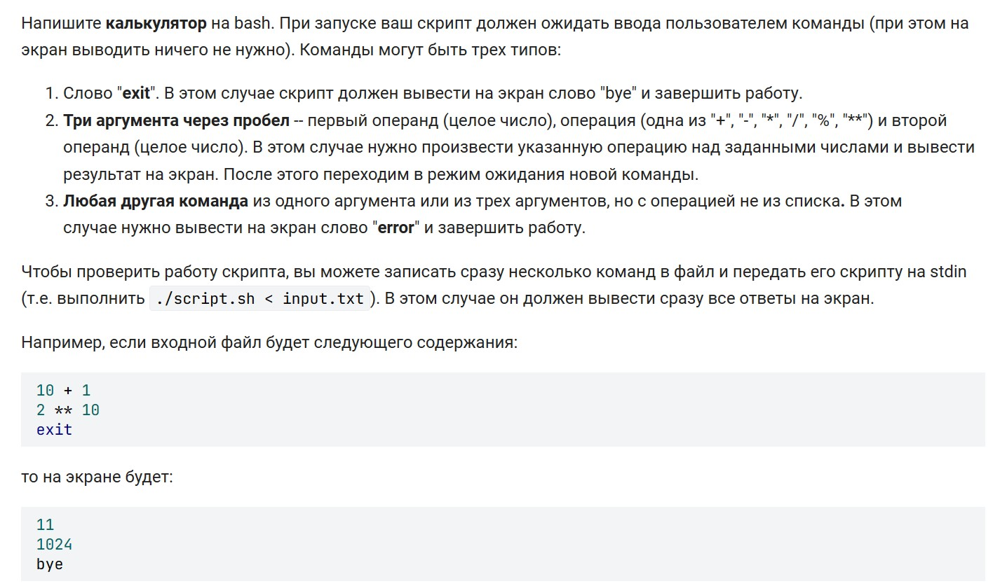 Напишите калькулятор на bash. При запуске ваш скрипт должен ожидать ввода пользователем команды (при этом на
экран выводить ничего не нужно). Команды могут быть трех типов:
1. Слово "exit". В этом случае скрипт должен вывести на экран слово "bye" и завершить работу.
2. Три аргумента через пробел -- первый операнд (целое число), операция (одна из "+", "-", "*", "/", "%", "**") и второй
операнд (целое число). В этом случае нужно произвести указанную операцию над заданными числами и вывести
результат на экран. После этого переходим в режим ожидания новой команды.
3. Любая другая команда из одного аргумента или из трех аргументов, но с операцией не из списка. В этом
случае нужно вывести на экран слово "error" и завершить работу.
Чтобы проверить работу скрипта, вы можете записать сразу несколько команд в файл и передать его скрипту на stdin
(т.е. выполнить ./script.sh < input.txt). В этом случае он должен вывести сразу все ответы на экран.
Например, если входной файл будет следующего содержания:
10 + 1
2 ** 10
exit
то на экране будет:
11
1024
bye